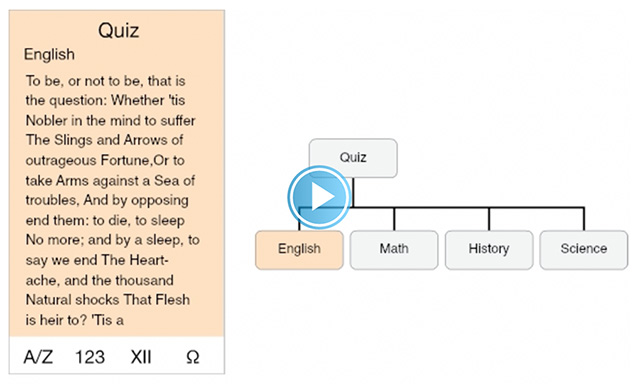 Quiz
English
To be, or not to be, that is
the question: Whether 'tis
Nobler in the mind to suffer
The Slings and Arrows of
outrageous Fortune,Or to
take Arms against a Sea of
troubles, And by opposing
end them: to die, to sleep
No more; and by a sleep, to
say we end The Heart-
ache, and the thousand
Natural shocks That Flesh
is heir to? 'Tis a
A/Z 123 XII Ω
Quiz
English Math History Science